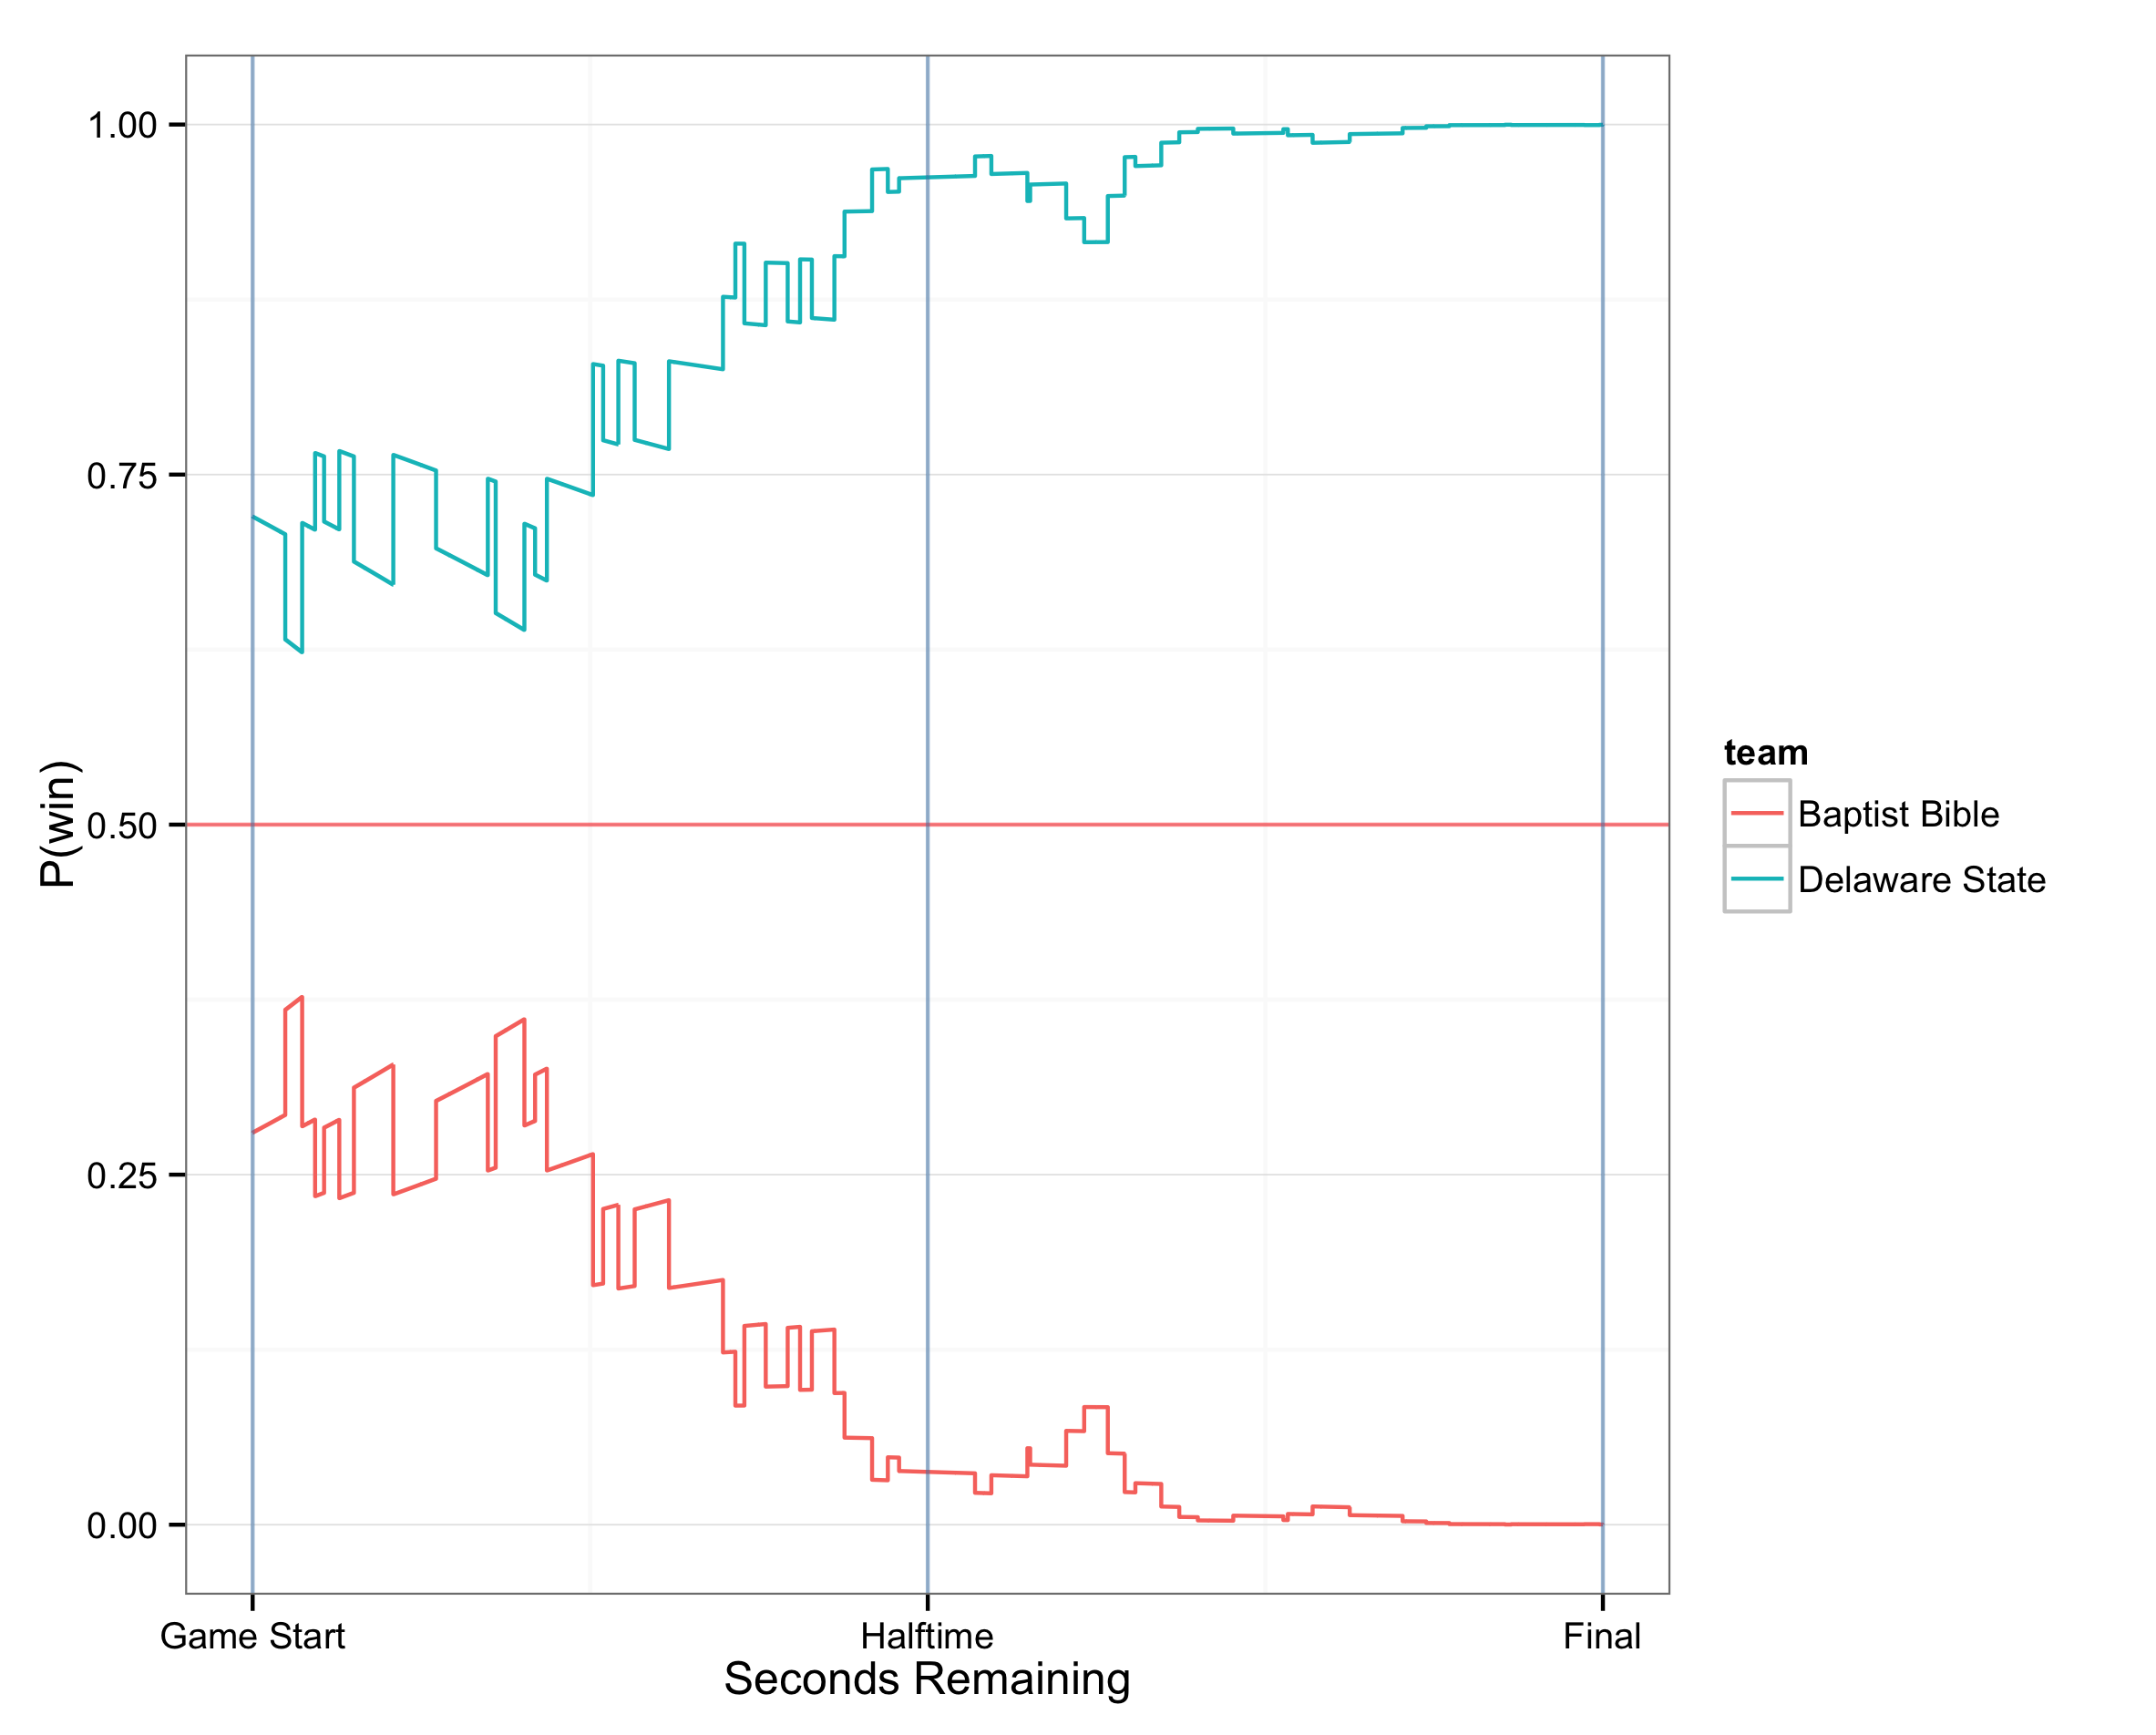 1.00
0.75
0.50
0.25
0.00
P(win)
Game Start
Halftime
Final
Seconds Remaining
team
Baptist Bible
Delaware State